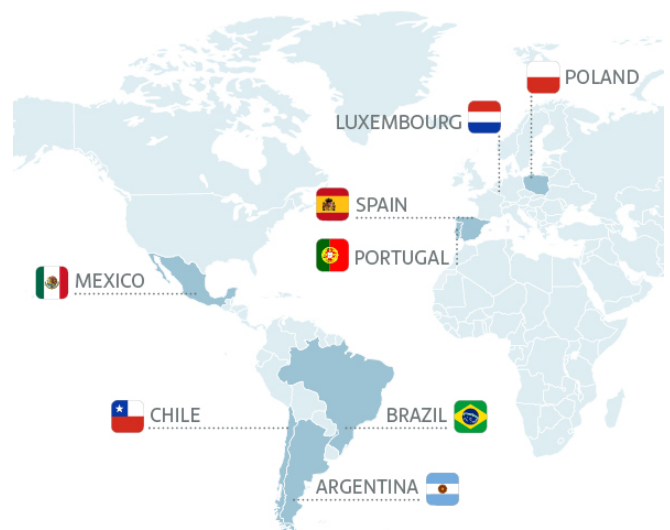 POLAND
LUXEMBOURG
SPAIN
PORTUGAL
MEXICO
CHILE
BRAZIL
ARGENTINA